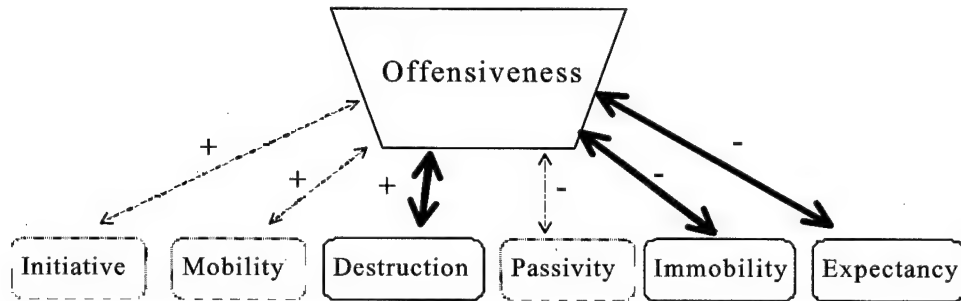 Offensiveness
+ + + - - -
Initiative Mobility Destruction Passivity Immobility Expectancy